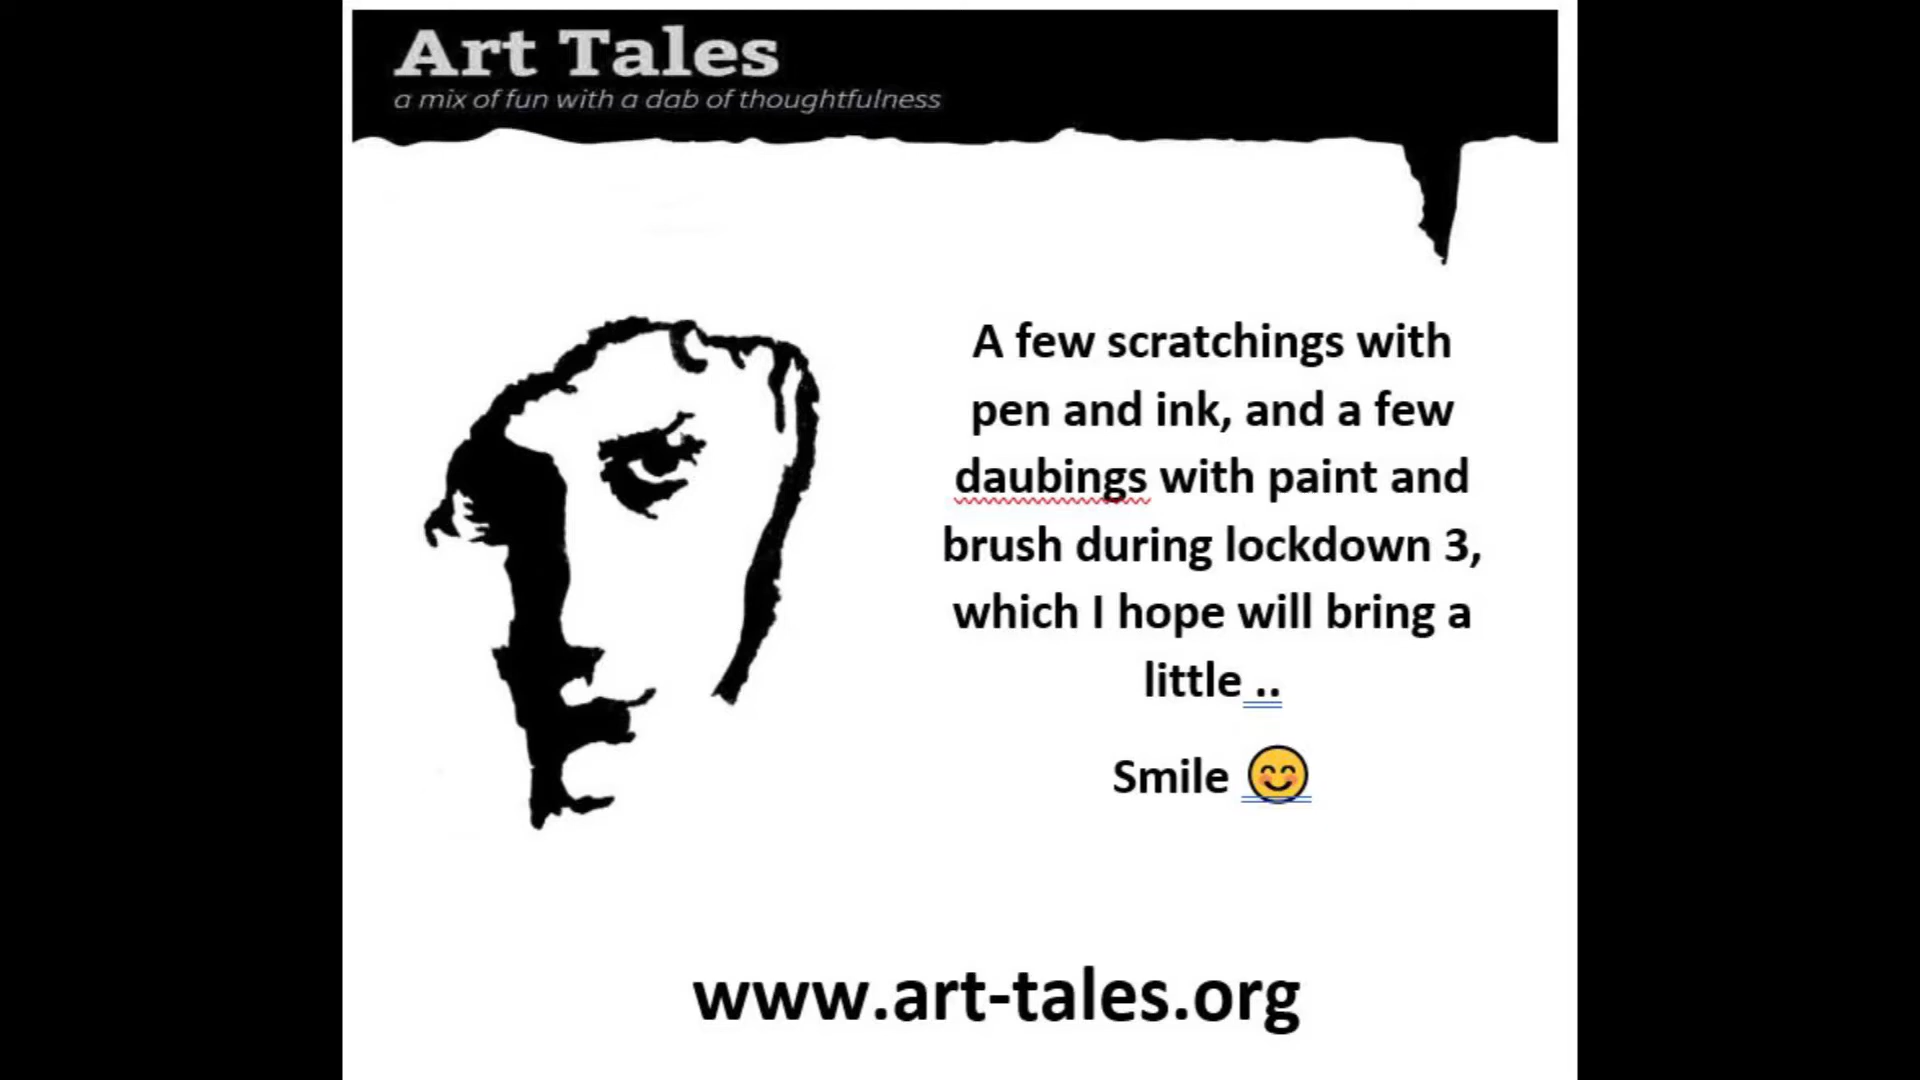 Art Tales
a mix of fun with a dab of thoughtfulness
A few scratchings with
pen and ink, and a few
daubings with paint and
brush during lockdown 3,
which I hope will bring a
little ..
Smile 😊
www.art-tales.org